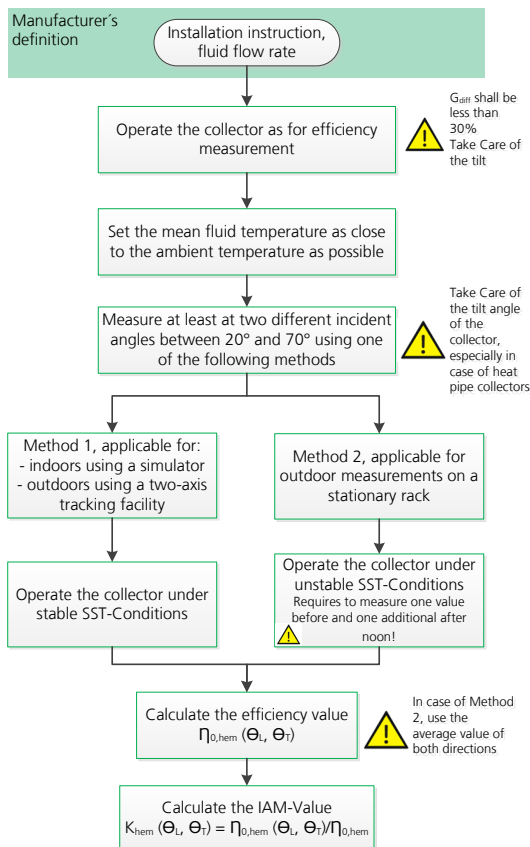 Manufacturer´s
definition
Installation instruction,
fluid flow rate
Operate the collector as for efficiency
measurement
G_diff shall be
less than
30%
Take Care of
the tilt
Set the mean fluid temperature as close
to the ambient temperature as possible
Measure at least at two different incident
angles between 20° and 70° using one
of the following methods
Take Care of
the tilt angle
of the
collector,
especially in
case of heat
pipe collectors
Method 1, applicable for:
- indoors using a simulator
- outdoors using a two-axis
tracking facility
Method 2, applicable for
outdoor measurements on a
stationary rack
Operate the collector under
stable SST-Conditions
Operate the collector under
unstable SST-Conditions
Requires to measure one value
before and one additional after
noon!
Calculate the efficiency value
η0,hem (ϴL, ϴT)
In case of Method
2, use the
average value of
both directions
Calculate the IAM-Value
Khem (ϴL, ϴT) = η0,hem (ϴL, ϴT)/η0,hem